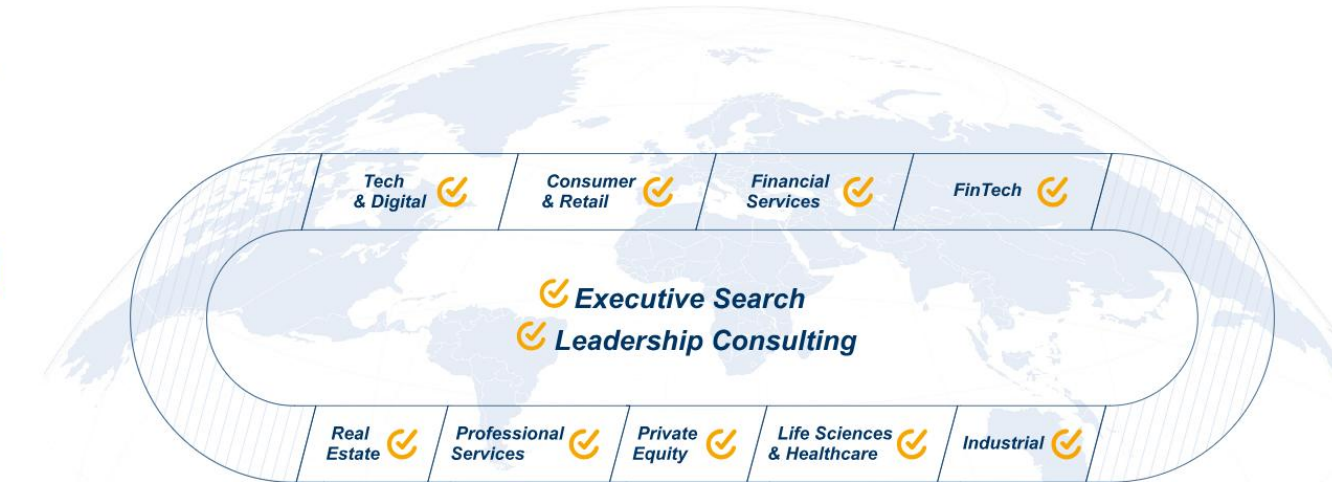 Tech
& Digital
Consumer
& Retail
Financial
Services
FinTech
Executive Search
Leadership Consulting
Real
Estate
Professional
Services
Private
Equity
Life Sciences
& Healthcare
Industrial